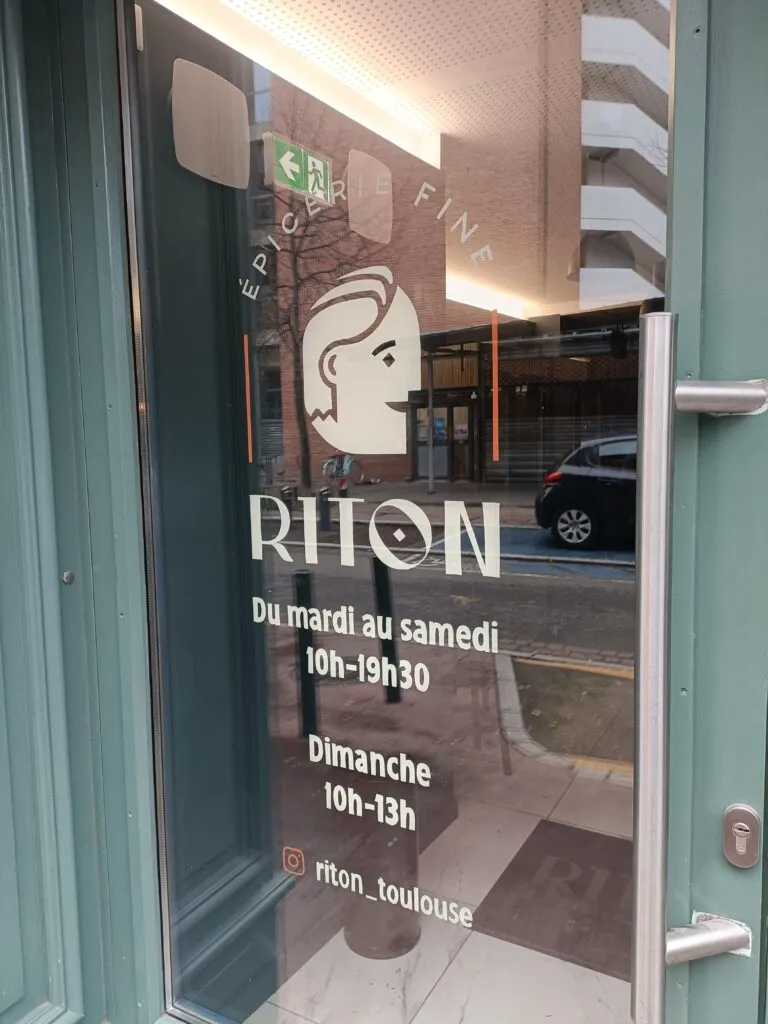 ÉPICERIE FINE
RITON
Du mardi au samedi
10h-19h30
Dimanche
10h-13h
riton_toulouse